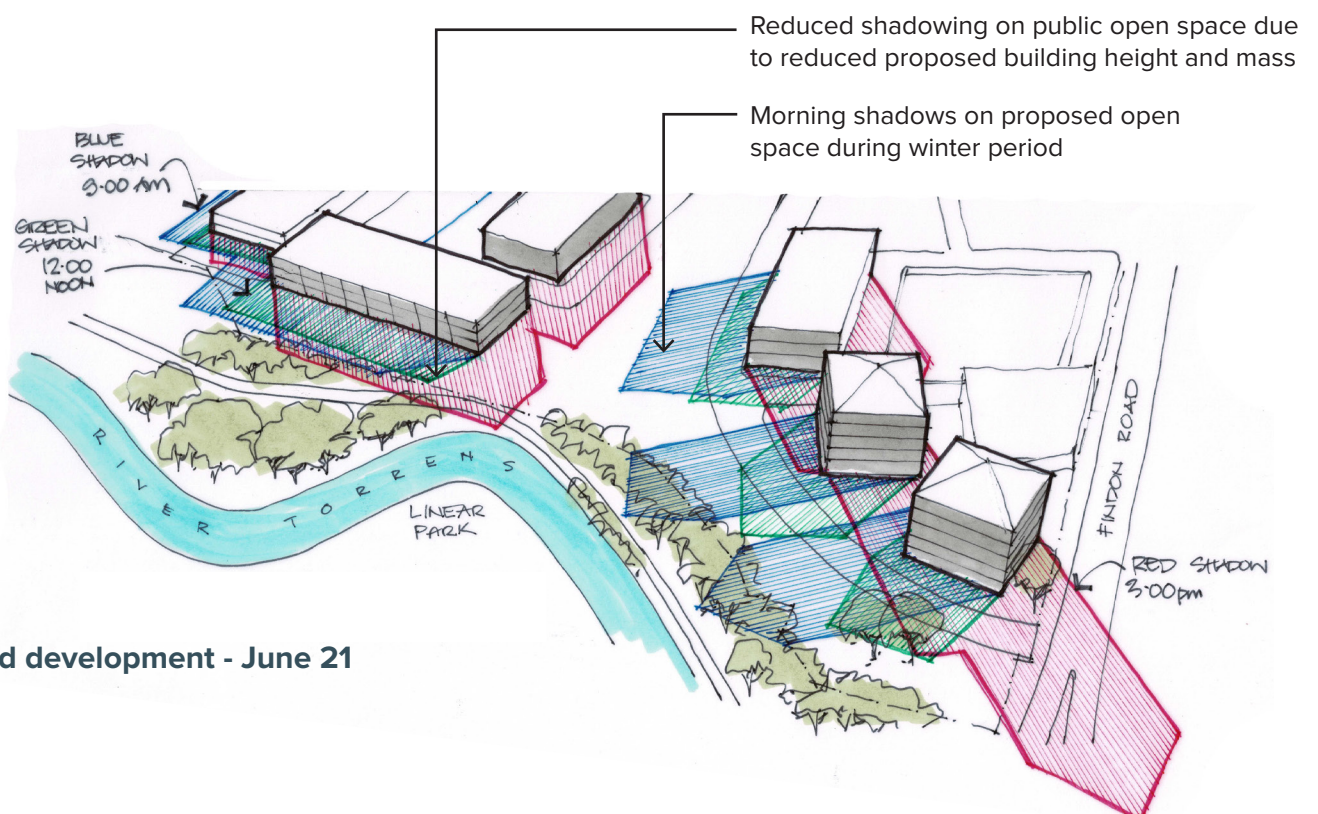 Reduced shadowing on public open space due
to reduced proposed building height and mass
Morning shadows on proposed open
space during winter period
BLUE
SHADOW
9·00 AM
GREEN
SHADOW
12·00
NOON
RIVER TORRENS
LINEAR
PARK
FINDON ROAD
RED SHADOW
3·00pm
d development - June 21